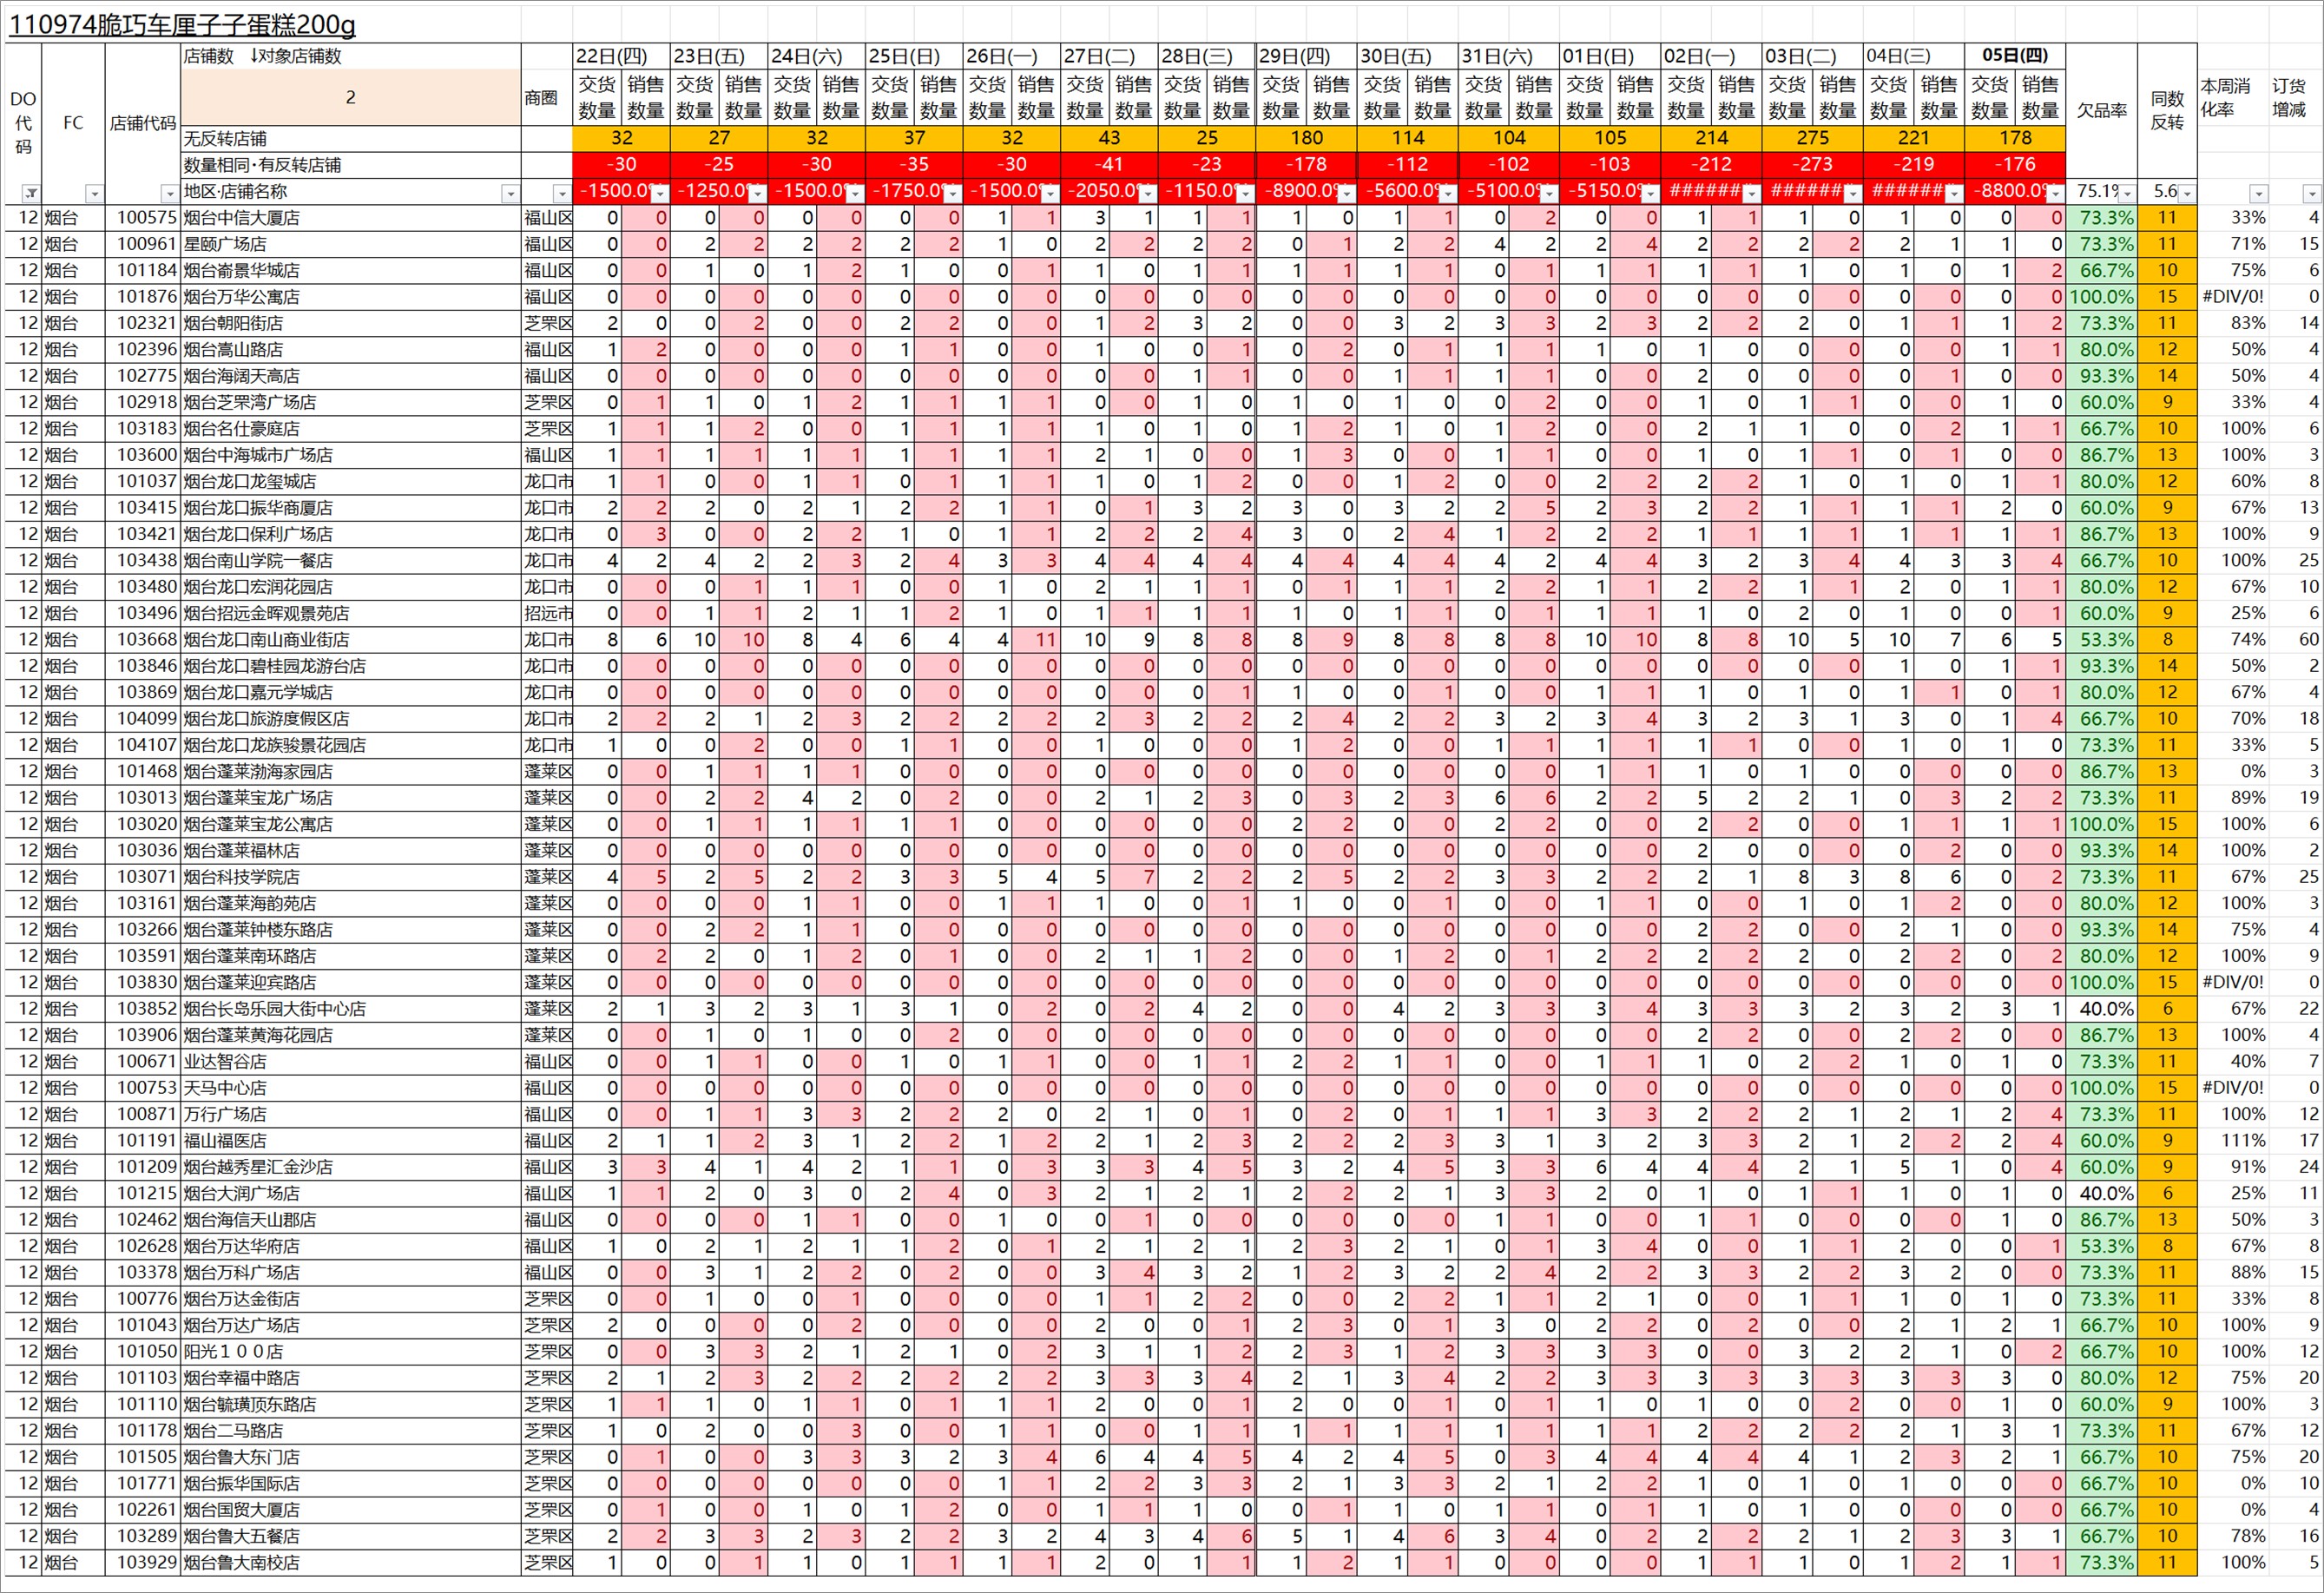 110974脆巧车厘子子蛋糕200g
店铺数 ↓对象店铺数 22日(四) 23日(五) 24日(六) 25日(日) 26日(一) 27日(二) 28日(三) 29日(四) 30日(五) 31日(六) 01日(日) 02日(一) 03日(二) 04日(三) 05日(四)
DO代码 FC 店铺代码 2 商圈 交货数量 销售数量 交货数量 销售数量 交货数量 销售数量 交货数量 销售数量 交货数量 销售数量 交货数量 销售数量 交货数量 销售数量 交货数量 销售数量 交货数量 销售数量 交货数量 销售数量 交货数量 销售数量 交货数量 销售数量 交货数量 销售数量 交货数量 销售数量 交货数量 销售数量 欠品率 同数反转 本周消化率 订货增减
无反转店铺 32 27 32 37 32 43 25 180 114 104 105 214 275 221 178
数量相同·有反转店铺 -30 -25 -30 -35 -30 -41 -23 -178 -112 -102 -103 -212 -273 -219 -176
地区·店铺名称 -1500.0% -1250.0% -1500.0% -1750.0% -1500.0% -2050.0% -1150.0% -8900.0% -5600.0% -5100.0% -5150.0% ###### ###### ###### -8800.0% 75.1% 5.6
12 烟台 100575 烟台中信大厦店 福山区 0 0 0 0 0 0 0 0 1 1 3 1 1 1 1 0 1 1 0 2 0 0 1 1 1 0 1 0 0 0 73.3% 11 33% 4
12 烟台 100961 星颐广场店 福山区 0 0 2 2 2 2 2 2 1 0 2 2 2 2 0 1 2 2 4 2 2 4 2 2 2 2 2 1 1 0 73.3% 11 71% 15
12 烟台 101184 烟台嵛景华城店 福山区 0 0 1 0 1 2 1 0 0 1 1 0 1 1 1 1 1 1 0 1 1 1 1 1 1 0 1 0 1 2 66.7% 10 75% 6
12 烟台 101876 烟台万华公寓店 福山区 0 0 0 0 0 0 0 0 0 0 0 0 0 0 0 0 0 0 0 0 0 0 0 0 0 0 0 0 0 0 100.0% 15 #DIV/0! 0
12 烟台 102321 烟台朝阳街店 芝罘区 2 0 0 2 0 0 2 2 0 0 1 2 3 2 0 0 3 2 3 3 2 3 2 2 2 0 1 1 1 2 73.3% 11 83% 14
12 烟台 102396 烟台嵩山路店 福山区 1 2 0 0 0 0 1 1 0 0 1 0 0 1 0 2 0 1 1 1 1 0 1 0 0 0 0 0 1 1 80.0% 12 50% 4
12 烟台 102775 烟台海阔天高店 福山区 0 0 0 0 0 0 0 0 0 0 0 0 1 1 0 0 1 1 1 1 0 0 2 0 0 0 0 1 0 0 93.3% 14 50% 4
12 烟台 102918 烟台芝罘湾广场店 芝罘区 0 1 1 0 1 2 1 1 1 1 0 0 1 0 1 0 1 0 0 2 0 0 1 0 1 1 0 0 1 0 60.0% 9 33% 4
12 烟台 103183 烟台名仕豪庭店 芝罘区 1 1 1 2 0 0 1 1 1 1 1 0 1 0 1 2 1 0 1 2 0 0 2 1 1 0 0 2 1 1 66.7% 10 100% 6
12 烟台 103600 烟台中海城市广场店 福山区 1 1 1 1 1 1 1 1 1 1 2 1 0 0 1 3 0 0 1 1 0 0 1 0 1 1 0 1 0 0 86.7% 13 100% 3
12 烟台 101037 烟台龙口龙玺城店 龙口市 1 1 0 0 1 1 0 1 1 1 1 0 1 2 0 0 1 2 0 0 2 2 2 2 1 0 1 0 1 1 80.0% 12 60% 8
12 烟台 103415 烟台龙口振华商厦店 龙口市 2 2 2 0 2 1 2 2 1 1 0 1 3 2 3 0 3 2 2 5 2 3 2 2 1 1 1 1 2 0 60.0% 9 67% 13
12 烟台 103421 烟台龙口保利广场店 龙口市 0 3 0 0 2 2 1 0 1 1 2 2 2 4 3 0 2 4 1 2 2 2 1 1 1 1 1 1 1 1 86.7% 13 100% 9
12 烟台 103438 烟台南山学院一餐店 龙口市 4 2 4 2 2 3 2 4 3 3 4 4 4 4 4 4 4 4 4 2 4 4 3 2 3 4 4 3 3 4 66.7% 10 100% 25
12 烟台 103480 烟台龙口宏润花园店 龙口市 0 0 0 1 1 1 0 0 1 0 2 1 1 1 0 1 1 1 2 2 1 1 2 2 1 1 2 0 1 1 80.0% 12 67% 10
12 烟台 103496 烟台招远金晖观景苑店 招远市 0 0 1 1 2 1 1 2 1 0 1 1 1 1 1 0 1 1 0 1 1 1 1 0 2 0 1 0 0 1 60.0% 9 25% 6
12 烟台 103668 烟台龙口南山商业街店 龙口市 8 6 10 10 8 4 6 4 4 11 10 9 8 8 8 9 8 8 8 8 10 10 8 8 10 5 10 7 6 5 53.3% 8 74% 60
12 烟台 103846 烟台龙口碧桂园龙游台店 龙口市 0 0 0 0 0 0 0 0 0 0 0 0 0 0 0 0 0 0 0 0 0 0 0 0 0 0 1 0 1 1 93.3% 14 50% 2
12 烟台 103869 烟台龙口嘉元学城店 龙口市 0 0 0 0 0 0 0 0 0 0 0 0 0 1 1 0 0 1 0 0 1 1 1 0 1 0 1 1 0 1 80.0% 12 67% 4
12 烟台 104099 烟台龙口旅游度假区店 龙口市 2 2 2 1 2 3 2 2 2 2 2 3 2 2 2 4 2 2 3 2 3 4 3 2 3 1 3 0 1 4 66.7% 10 70% 18
12 烟台 104107 烟台龙口龙族骏景花园店 龙口市 1 0 0 2 0 0 1 1 0 0 1 0 0 0 1 2 0 0 1 1 1 1 1 1 0 0 1 0 1 0 73.3% 11 33% 5
12 烟台 101468 烟台蓬莱渤海家园店 蓬莱区 0 0 1 1 1 1 0 0 0 0 0 0 0 0 0 0 0 0 0 0 1 1 1 0 1 0 0 0 0 0 86.7% 13 0% 3
12 烟台 103013 烟台蓬莱宝龙广场店 蓬莱区 0 0 2 2 4 2 0 2 0 0 2 1 2 3 0 3 2 3 6 6 2 2 5 2 2 1 0 3 2 2 73.3% 11 89% 19
12 烟台 103020 烟台蓬莱宝龙公寓店 蓬莱区 0 0 1 1 1 1 1 1 0 0 0 0 0 0 2 2 0 0 2 2 0 0 2 2 0 0 1 1 1 1 100.0% 15 100% 6
12 烟台 103036 烟台蓬莱福林店 蓬莱区 0 0 0 0 0 0 0 0 0 0 0 0 0 0 0 0 0 0 0 0 0 0 2 0 0 0 0 2 0 0 93.3% 14 100% 2
12 烟台 103071 烟台科技学院店 蓬莱区 4 5 2 5 2 2 3 3 5 4 5 7 2 2 2 5 2 2 3 3 2 2 2 1 8 3 8 6 0 2 73.3% 11 67% 25
12 烟台 103161 烟台蓬莱海韵苑店 蓬莱区 0 0 0 0 1 1 0 0 1 1 1 0 0 1 1 0 0 1 0 0 1 1 0 0 1 0 1 2 0 0 80.0% 12 100% 3
12 烟台 103266 烟台蓬莱钟楼东路店 蓬莱区 0 0 2 2 1 1 0 0 0 0 0 0 0 0 0 0 0 0 0 0 0 0 2 2 0 0 2 1 0 0 93.3% 14 75% 4
12 烟台 103591 烟台蓬莱南环路店 蓬莱区 0 2 2 0 1 2 0 1 0 0 2 1 1 2 0 0 1 2 0 1 2 2 2 2 4 0 2 2 0 2 80.0% 12 100% 9
12 烟台 103830 烟台蓬莱迎宾路店 蓬莱区 0 0 0 0 0 0 0 0 0 0 0 0 0 0 0 0 0 0 0 0 0 0 0 0 0 0 0 0 0 0 100.0% 15 #DIV/0! 0
12 烟台 103852 烟台长岛乐园大街中心店 蓬莱区 2 1 3 2 3 1 3 1 0 2 0 2 4 2 0 0 4 2 3 3 3 4 3 3 3 2 3 2 3 1 40.0% 6 67% 22
12 烟台 103906 烟台蓬莱黄海花园店 蓬莱区 0 0 1 0 1 0 0 2 0 0 0 0 0 0 0 0 0 0 0 0 0 0 2 2 0 0 2 2 0 0 86.7% 13 100% 4
12 烟台 100671 业达智谷店 福山区 0 0 1 1 0 0 1 0 1 1 0 0 1 1 2 2 1 1 0 0 1 1 1 0 2 2 1 0 1 0 73.3% 11 40% 7
12 烟台 100753 天马中心店 福山区 0 0 0 0 0 0 0 0 0 0 0 0 0 0 0 0 0 0 0 0 0 0 0 0 0 0 0 0 0 0 100.0% 15 #DIV/0! 0
12 烟台 100871 万行广场店 福山区 0 0 1 1 3 3 2 2 2 0 2 1 0 1 0 2 0 1 1 1 3 3 2 2 2 1 2 1 2 4 73.3% 11 100% 12
12 烟台 101191 福山福医店 福山区 2 1 1 2 3 1 2 2 1 2 2 1 2 3 2 2 2 3 3 1 3 2 3 3 2 1 2 2 2 4 60.0% 9 111% 17
12 烟台 101209 烟台越秀星汇金沙店 福山区 3 3 4 1 4 2 1 1 0 3 3 3 4 5 3 2 4 5 3 3 6 4 4 4 2 1 5 1 0 4 60.0% 9 91% 24
12 烟台 101215 烟台大润广场店 福山区 1 1 2 0 3 0 2 4 0 3 2 1 2 1 2 2 2 1 3 3 2 0 1 0 1 1 1 0 1 0 40.0% 6 25% 11
12 烟台 102462 烟台海信天山郡店 福山区 0 0 0 0 1 1 0 0 1 0 0 1 0 0 0 0 0 0 1 1 0 0 1 1 0 0 0 0 1 0 86.7% 13 50% 3
12 烟台 102628 烟台万达华府店 福山区 1 0 2 1 2 1 1 2 0 1 2 1 2 1 2 3 2 1 0 1 3 4 0 0 1 1 2 0 0 1 53.3% 8 67% 8
12 烟台 103378 烟台万科广场店 福山区 0 0 3 1 2 2 0 2 0 0 3 4 3 2 1 2 3 2 2 4 2 2 3 3 2 2 3 2 0 0 73.3% 11 88% 15
12 烟台 100776 烟台万达金街店 芝罘区 0 0 1 0 0 1 0 0 0 0 1 1 2 2 0 0 2 2 1 1 2 1 0 0 1 1 1 0 1 0 73.3% 11 33% 8
12 烟台 101043 烟台万达广场店 芝罘区 2 0 0 0 0 2 0 0 0 0 2 0 0 1 2 3 0 1 3 0 2 2 0 2 0 0 2 1 2 1 66.7% 10 100% 9
12 烟台 101050 阳光１００店 芝罘区 0 0 3 3 2 1 2 1 0 2 3 1 1 2 2 3 1 2 3 3 3 3 0 0 3 2 2 1 0 2 66.7% 10 100% 12
12 烟台 101103 烟台幸福中路店 芝罘区 2 1 2 3 2 2 2 2 2 2 3 3 3 4 2 1 3 4 2 2 3 3 3 3 3 3 3 3 3 0 80.0% 12 75% 20
12 烟台 101110 烟台毓璜顶东路店 芝罘区 1 1 1 0 1 1 0 1 1 1 2 0 0 1 2 0 0 1 0 1 1 0 1 0 0 2 0 0 1 0 60.0% 9 100% 3
12 烟台 101178 烟台二马路店 芝罘区 1 0 2 0 0 3 0 0 1 1 0 0 1 1 1 1 1 1 1 1 1 1 2 2 2 2 2 1 3 1 73.3% 11 67% 12
12 烟台 101505 烟台鲁大东门店 芝罘区 0 1 0 0 3 3 3 2 3 4 6 4 4 5 4 2 4 5 0 3 4 4 4 4 4 1 2 3 2 1 66.7% 10 75% 20
12 烟台 101771 烟台振华国际店 芝罘区 0 0 0 0 0 0 0 0 1 1 2 2 3 3 2 1 3 3 2 1 2 2 1 0 1 0 1 0 0 0 66.7% 10 0% 10
12 烟台 102261 烟台国贸大厦店 芝罘区 0 1 0 0 1 0 1 2 0 0 1 1 1 0 0 1 1 0 1 1 0 1 1 0 1 0 0 0 0 0 66.7% 10 0% 4
12 烟台 103289 烟台鲁大五餐店 芝罘区 2 2 3 3 2 3 2 2 3 2 4 3 4 6 5 1 4 6 3 4 0 2 2 2 2 1 2 3 3 1 66.7% 10 78% 16
12 烟台 103929 烟台鲁大南校店 芝罘区 1 0 0 1 1 0 1 1 1 1 2 0 1 1 1 2 1 1 0 0 0 0 1 1 1 0 1 2 1 1 73.3% 11 100% 5